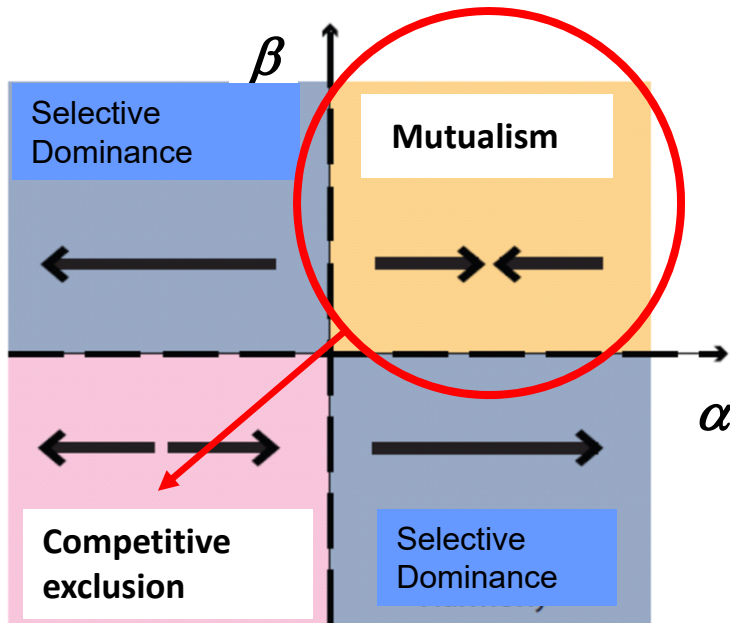 β
Selective
Dominance
Mutualism
α
Competitive
exclusion
Selective
Dominance